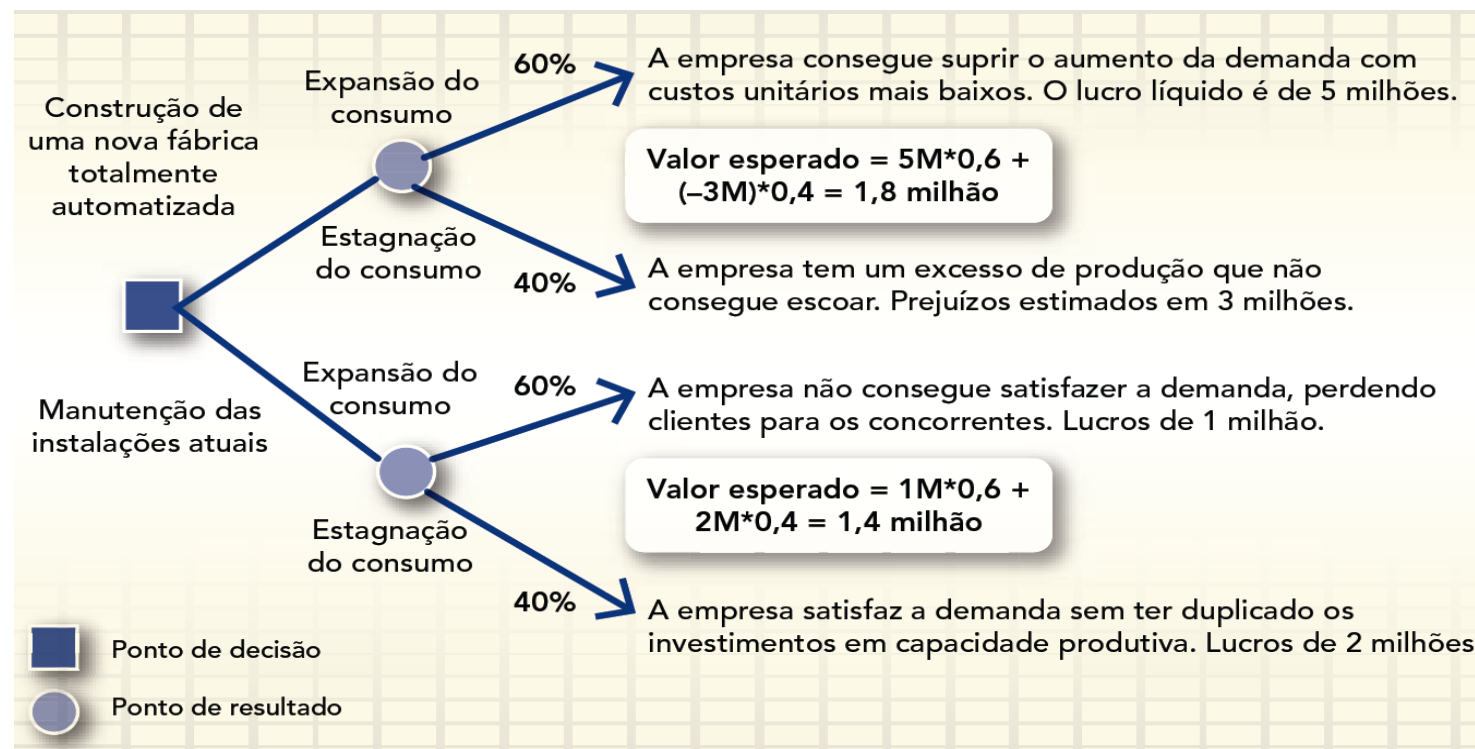 Construção de
uma nova fábrica
totalmente
automatizada
Expansão do
consumo
60%
A empresa consegue suprir o aumento da demanda com
custos unitários mais baixos. O lucro líquido é de 5 milhões.
Valor esperado = 5M*0,6 +
(–3M)*0,4 = 1,8 milhão
Estagnação
do consumo
40%
A empresa tem um excesso de produção que não
consegue escoar. Prejuízos estimados em 3 milhões.
Manutenção das
instalações atuais
Expansão do
consumo
60%
A empresa não consegue satisfazer a demanda, perdendo
clientes para os concorrentes. Lucros de 1 milhão.
Valor esperado = 1M*0,6 +
2M*0,4 = 1,4 milhão
Estagnação
do consumo
40%
A empresa satisfaz a demanda sem ter duplicado os
investimentos em capacidade produtiva. Lucros de 2 milhões
Ponto de decisão
Ponto de resultado